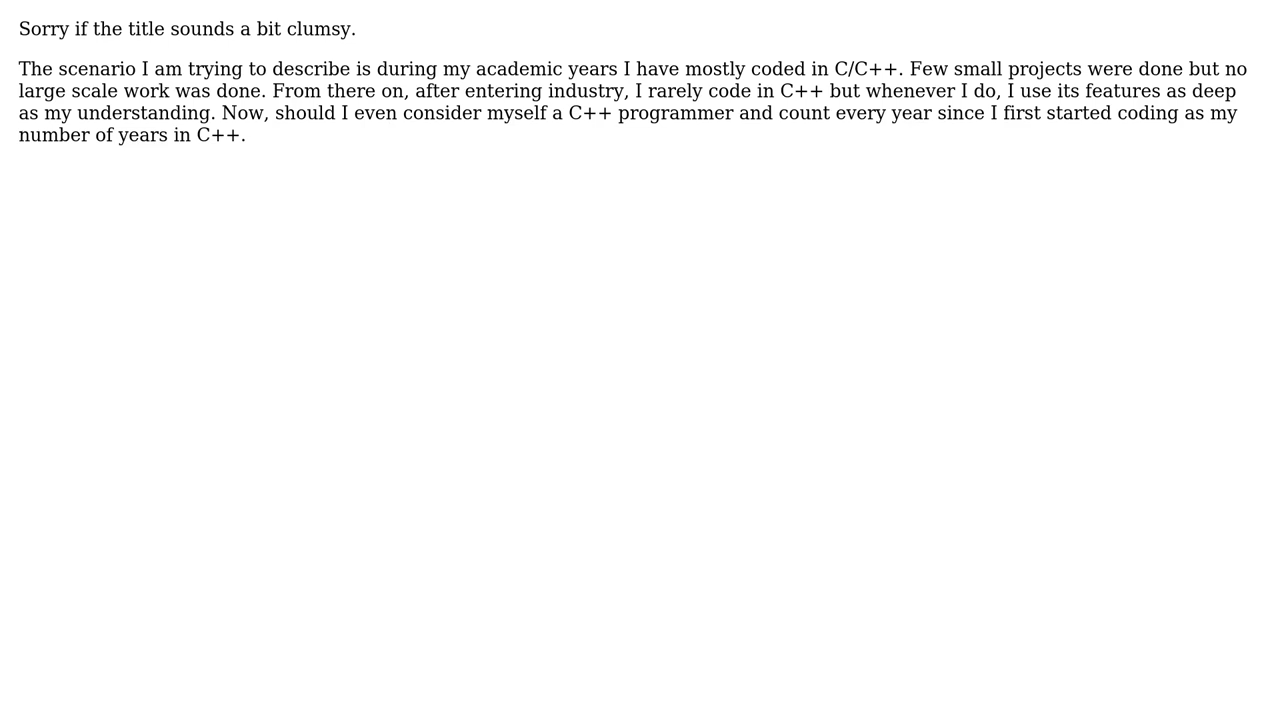 Sorry if the title sounds a bit clumsy.
The scenario I am trying to describe is during my academic years I have mostly coded in C/C++. Few small projects were done but no
large scale work was done. From there on, after entering industry, I rarely code in C++ but whenever I do, I use its features as deep
as my understanding. Now, should I even consider myself a C++ programmer and count every year since I first started coding as my
number of years in C++.